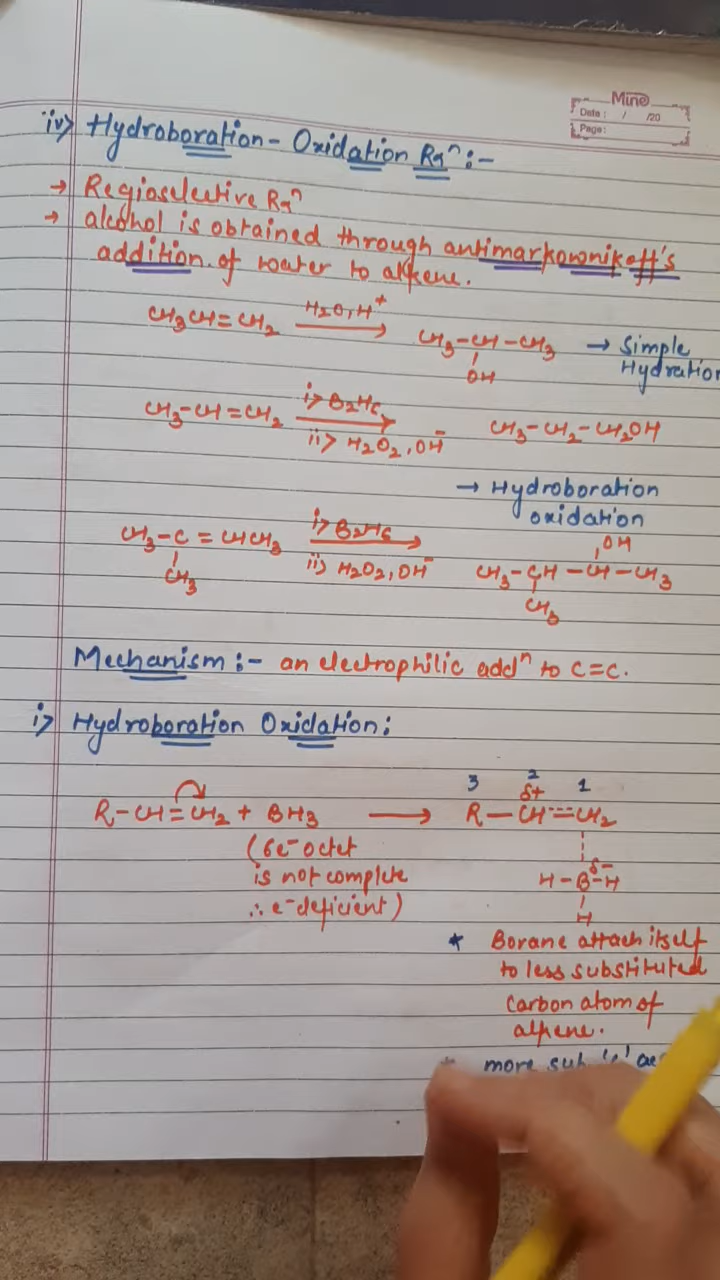 Mino
Date : / /20
Page:
iv) Hydroboration - Oxidation Rxⁿ :-
→ Regioselective Rxⁿ
→ alcohol is obtained through antimarkownikoff's
addition of water to alkene.
CH3CH=CH2 H2O, H⁺ → CH3-CH-CH3 → Simple
OH Hydration
CH3-CH=CH2 i) B2H6 → CH3-CH2-CH2OH
ii) H2O2, OH⁻
→ Hydroboration
oxidation
CH3-C=CHCH3 i) B2H6 → CH3-CH-CH-CH3
OH
CH3 ii) H2O2, OH⁻ CH3
Mechanism :- an electrophilic addⁿ to C=C.
i) Hydroboration Oxidation :
3 2 1
δ+
R-CH=CH2 + BH3 → R-CH=CH2
(6e⁻ octet δ-
is not complete H-B-H
∴ e⁻deficient) H
* Borane attach itself
to less substituted
carbon atom of
alkene.
more sub